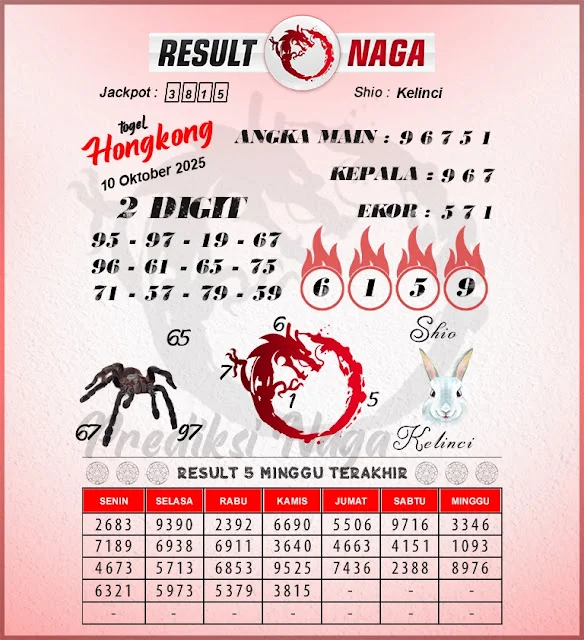 RESULT NAGA
Jackpot : 3815
Shio : Kelinci
togel
Hongkong
10 Oktober 2025
ANGKA MAIN : 9 6 7 5 1
KEPALA : 9 6 7
EKOR : 5 7 1
2 DIGIT
95 - 97 - 19 - 67
96 - 61 - 65 - 75
71 - 57 - 79 - 59
6 1 5 9
65
67
97
6
7
1
5
Shio
Kelinci
Prediksi Naga
RESULT 5 MINGGU TERAKHIR
SENIN SELASA RABU KAMIS JUMAT SABTU MINGGU
2683 9390 2392 6690 5506 9716 3346
7189 6938 6911 3640 4663 4151 1093
4673 5713 6853 9525 7436 2388 8976
6321 5973 5379 3815 - - -
- - - - - - -